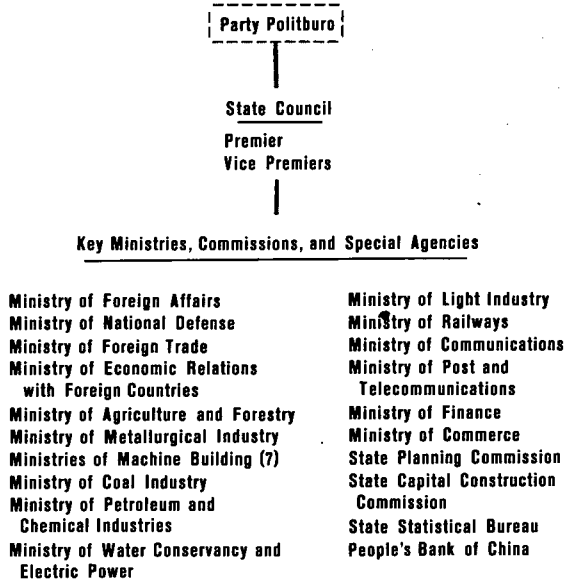 Party Politburo
State Council
Premier
Vice Premiers
Key Ministries, Commissions, and Special Agencies
Ministry of Foreign Affairs
Ministry of National Defense
Ministry of Foreign Trade
Ministry of Economic Relations
with Foreign Countries
Ministry of Agriculture and Forestry
Ministry of Metallurgical Industry
Ministries of Machine Building (7)
Ministry of Coal Industry
Ministry of Petroleum and
Chemical Industries
Ministry of Water Conservancy and
Electric Power
Ministry of Light Industry
Ministry of Railways
Ministry of Communications
Ministry of Post and
Telecommunications
Ministry of Finance
Ministry of Commerce
State Planning Commission
State Capital Construction
Commission
State Statistical Bureau
People's Bank of China